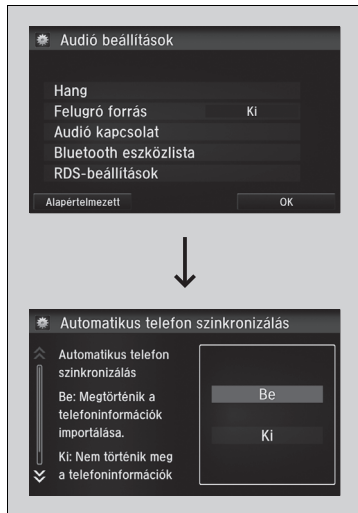 Audió beállítások
Hang
Felugró forrás Ki
Audió kapcsolat
Bluetooth eszközlista
RDS-beállítások
Alapértelmezett OK
Automatikus telefon szinkronizálás
Automatikus telefon
szinkronizálás
Be: Megtörténik a
telefoninformációk
importálása.
Ki: Nem történik meg
a telefoninformációk
Be
Ki